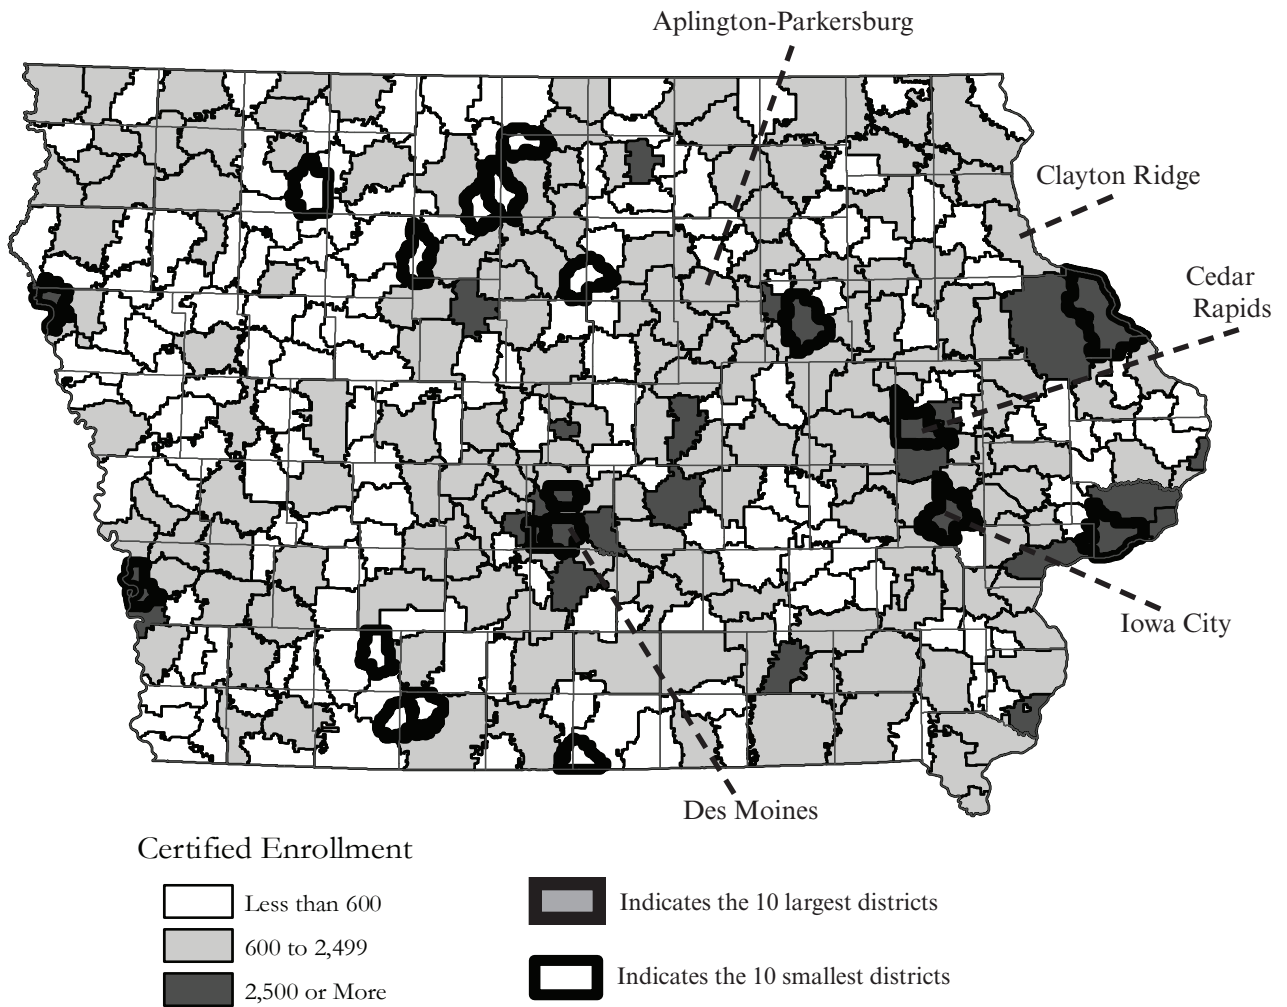 Aplington-Parkersburg
Clayton Ridge
Cedar
Rapids
Iowa City
Des Moines
Certified Enrollment
Less than 600
600 to 2,499
2,500 or More
Indicates the 10 largest districts
Indicates the 10 smallest districts